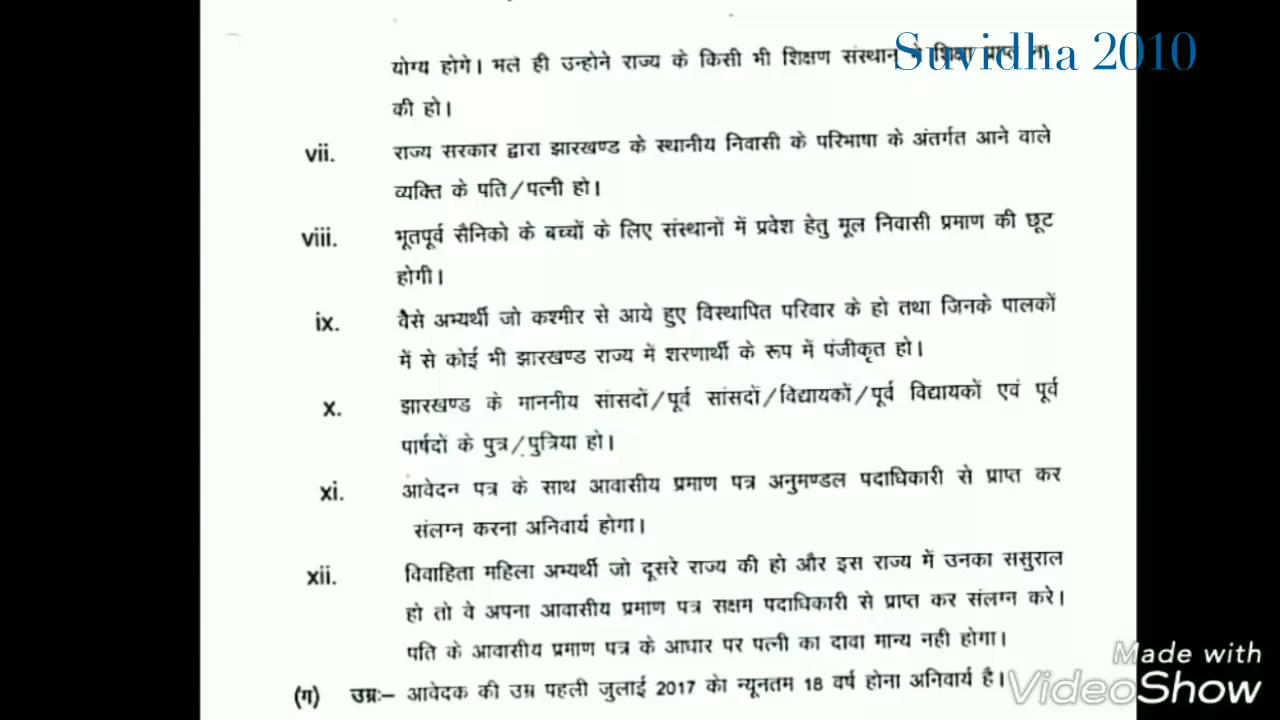 Suvidha 2010
योग्य होगे। भले ही उन्होने राज्य के किसी भी शिक्षण संस्थान शिक्षा प्राप्त ना
की हो।
vii. राज्य सरकार द्वारा झारखण्ड के स्थानीय निवासी के परिभाषा के अंतर्गत आने वाले
व्यक्ति के पति/पत्नी हो।
viii. भूतपूर्व सैनिको के बच्चों के लिए संस्थानों में प्रवेश हेतु मूल निवासी प्रमाण की छूट
होगी।
ix. वैसे अभ्यर्थी जो कश्मीर से आये हुए विस्थापित परिवार के हो तथा जिनके पालकों
में से कोई भी झारखण्ड राज्य में शरणार्थी के रूप में पंजीकृत हो।
x. झारखण्ड के माननीय सांसदों/पूर्व सांसदों/विद्यायकों/पूर्व विद्यायकों एवं पूर्व
पार्षदों के पुत्र/पुत्रिया हो।
xi. आवेदन पत्र के साथ आवासीय प्रमाण पत्र अनुमण्डल पदाधिकारी से प्राप्त कर
संलग्न करना अनिवार्य होगा।
xii. विवाहिता महिला अभ्यर्थी जो दूसरे राज्य की हो और इस राज्य में उनका ससुराल
हो तो वे अपना आवासीय प्रमाण पत्र सक्षम पदाधिकारी से प्राप्त कर संलग्न करे।
पति के आवासीय प्रमाण पत्र के आधार पर पत्नी का दावा मान्य नही होगा।
(ग) उम्र:– आवेदक की उम्र पहली जुलाई 2017 को न्यूनतम 18 वर्ष होना अनिवार्य है।
Made with
VideoShow